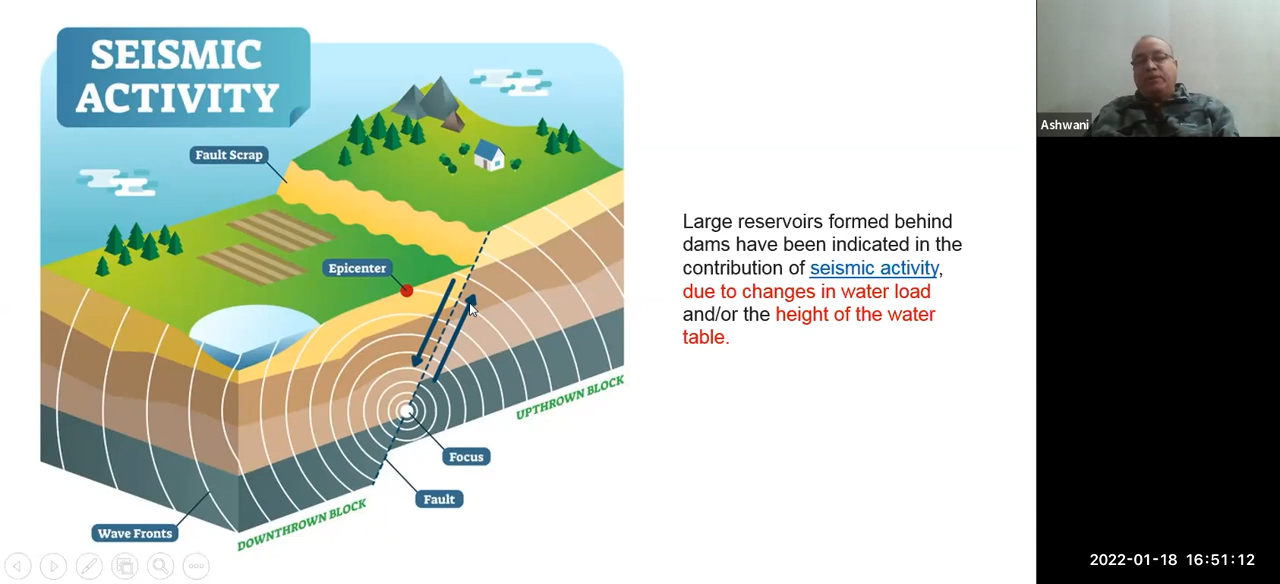 SEISMIC
ACTIVITY
Fault Scrap
Epicenter
UPTHROWN BLOCK
Focus
Fault
DOWNTHROWN BLOCK
Wave Fronts
Large reservoirs formed behind
dams have been indicated in the
contribution of seismic activity,
due to changes in water load
and/or the height of the water
table.
Ashwani
2022-01-18 16:51:12